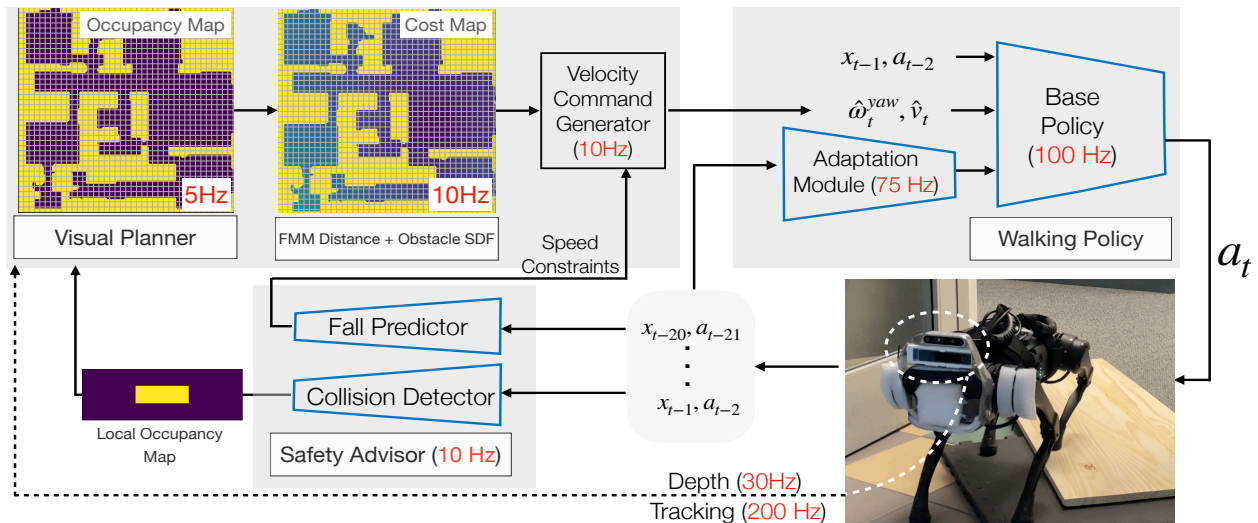 Occupancy Map
5Hz
Visual Planner
Cost Map
10Hz
FMM Distance + Obstacle SDF
Velocity
Command
Generator
(10Hz)
Speed
Constraints
x_{t−1}, a_{t−2}
ω̂_t^{yaw}, v̂_t
Adaptation
Module (75 Hz)
Base
Policy
(100 Hz)
Walking Policy
a_t
Fall Predictor
Collision Detector
Safety Advisor (10 Hz)
Local Occupancy
Map
x_{t−20}, a_{t−21}
x_{t−1}, a_{t−2}
Depth (30Hz)
Tracking (200 Hz)